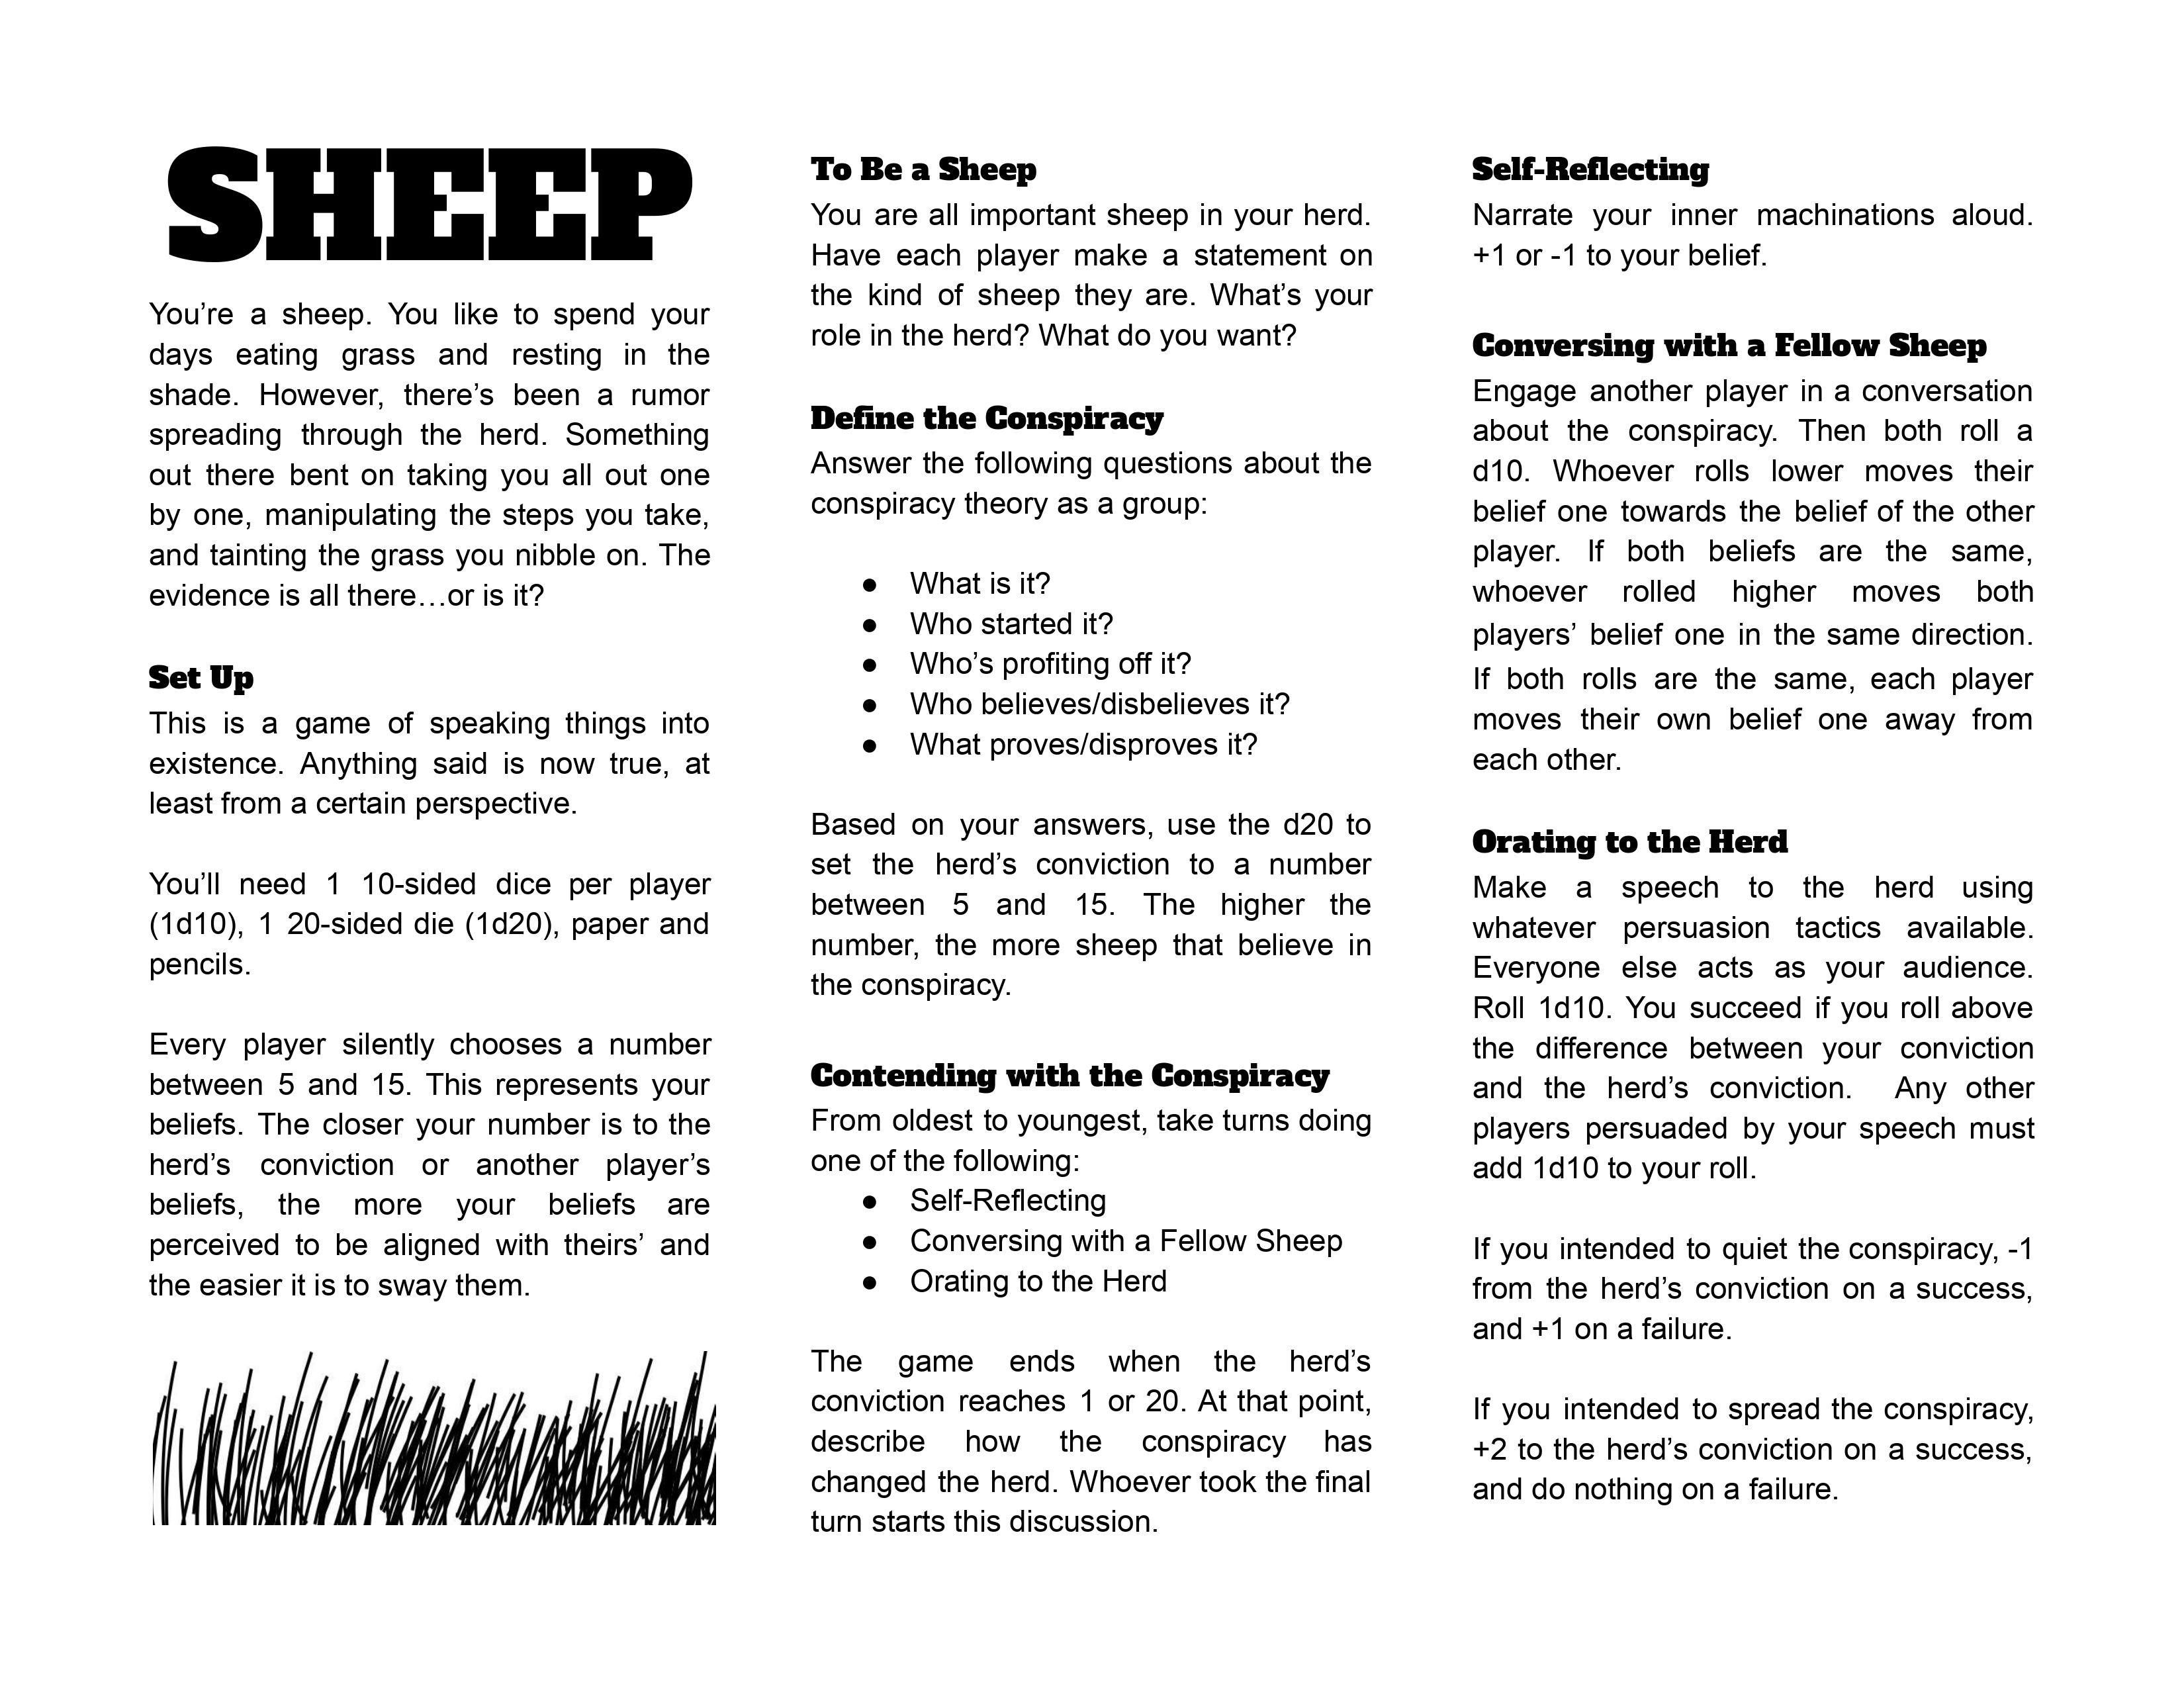 SHEEP
You’re a sheep. You like to spend your
days eating grass and resting in the
shade. However, there’s been a rumor
spreading through the herd. Something
out there bent on taking you all out one
by one, manipulating the steps you take,
and tainting the grass you nibble on. The
evidence is all there…or is it?
Set Up
This is a game of speaking things into
existence. Anything said is now true, at
least from a certain perspective.
You’ll need 1 10-sided dice per player
(1d10), 1 20-sided die (1d20), paper and
pencils.
Every player silently chooses a number
between 5 and 15. This represents your
beliefs. The closer your number is to the
herd’s conviction or another player’s
beliefs, the more your beliefs are
perceived to be aligned with theirs’ and
the easier it is to sway them.
To Be a Sheep
You are all important sheep in your herd.
Have each player make a statement on
the kind of sheep they are. What’s your
role in the herd? What do you want?
Define the Conspiracy
Answer the following questions about the
conspiracy theory as a group:
● What is it?
● Who started it?
● Who’s profiting off it?
● Who believes/disbelieves it?
● What proves/disproves it?
Based on your answers, use the d20 to
set the herd’s conviction to a number
between 5 and 15. The higher the
number, the more sheep that believe in
the conspiracy.
Contending with the Conspiracy
From oldest to youngest, take turns doing
one of the following:
● Self-Reflecting
● Conversing with a Fellow Sheep
● Orating to the Herd
The game ends when the herd’s
conviction reaches 1 or 20. At that point,
describe how the conspiracy has
changed the herd. Whoever took the final
turn starts this discussion.
Self-Reflecting
Narrate your inner machinations aloud.
+1 or -1 to your belief.
Conversing with a Fellow Sheep
Engage another player in a conversation
about the conspiracy. Then both roll a
d10. Whoever rolls lower moves their
belief one towards the belief of the other
player. If both beliefs are the same,
whoever rolled higher moves both
players’ belief one in the same direction.
If both rolls are the same, each player
moves their own belief one away from
each other.
Orating to the Herd
Make a speech to the herd using
whatever persuasion tactics available.
Everyone else acts as your audience.
Roll 1d10. You succeed if you roll above
the difference between your conviction
and the herd’s conviction.  Any other
players persuaded by your speech must
add 1d10 to your roll.
If you intended to quiet the conspiracy, -1
from the herd’s conviction on a success,
and +1 on a failure.
If you intended to spread the conspiracy,
+2 to the herd’s conviction on a success,
and do nothing on a failure.